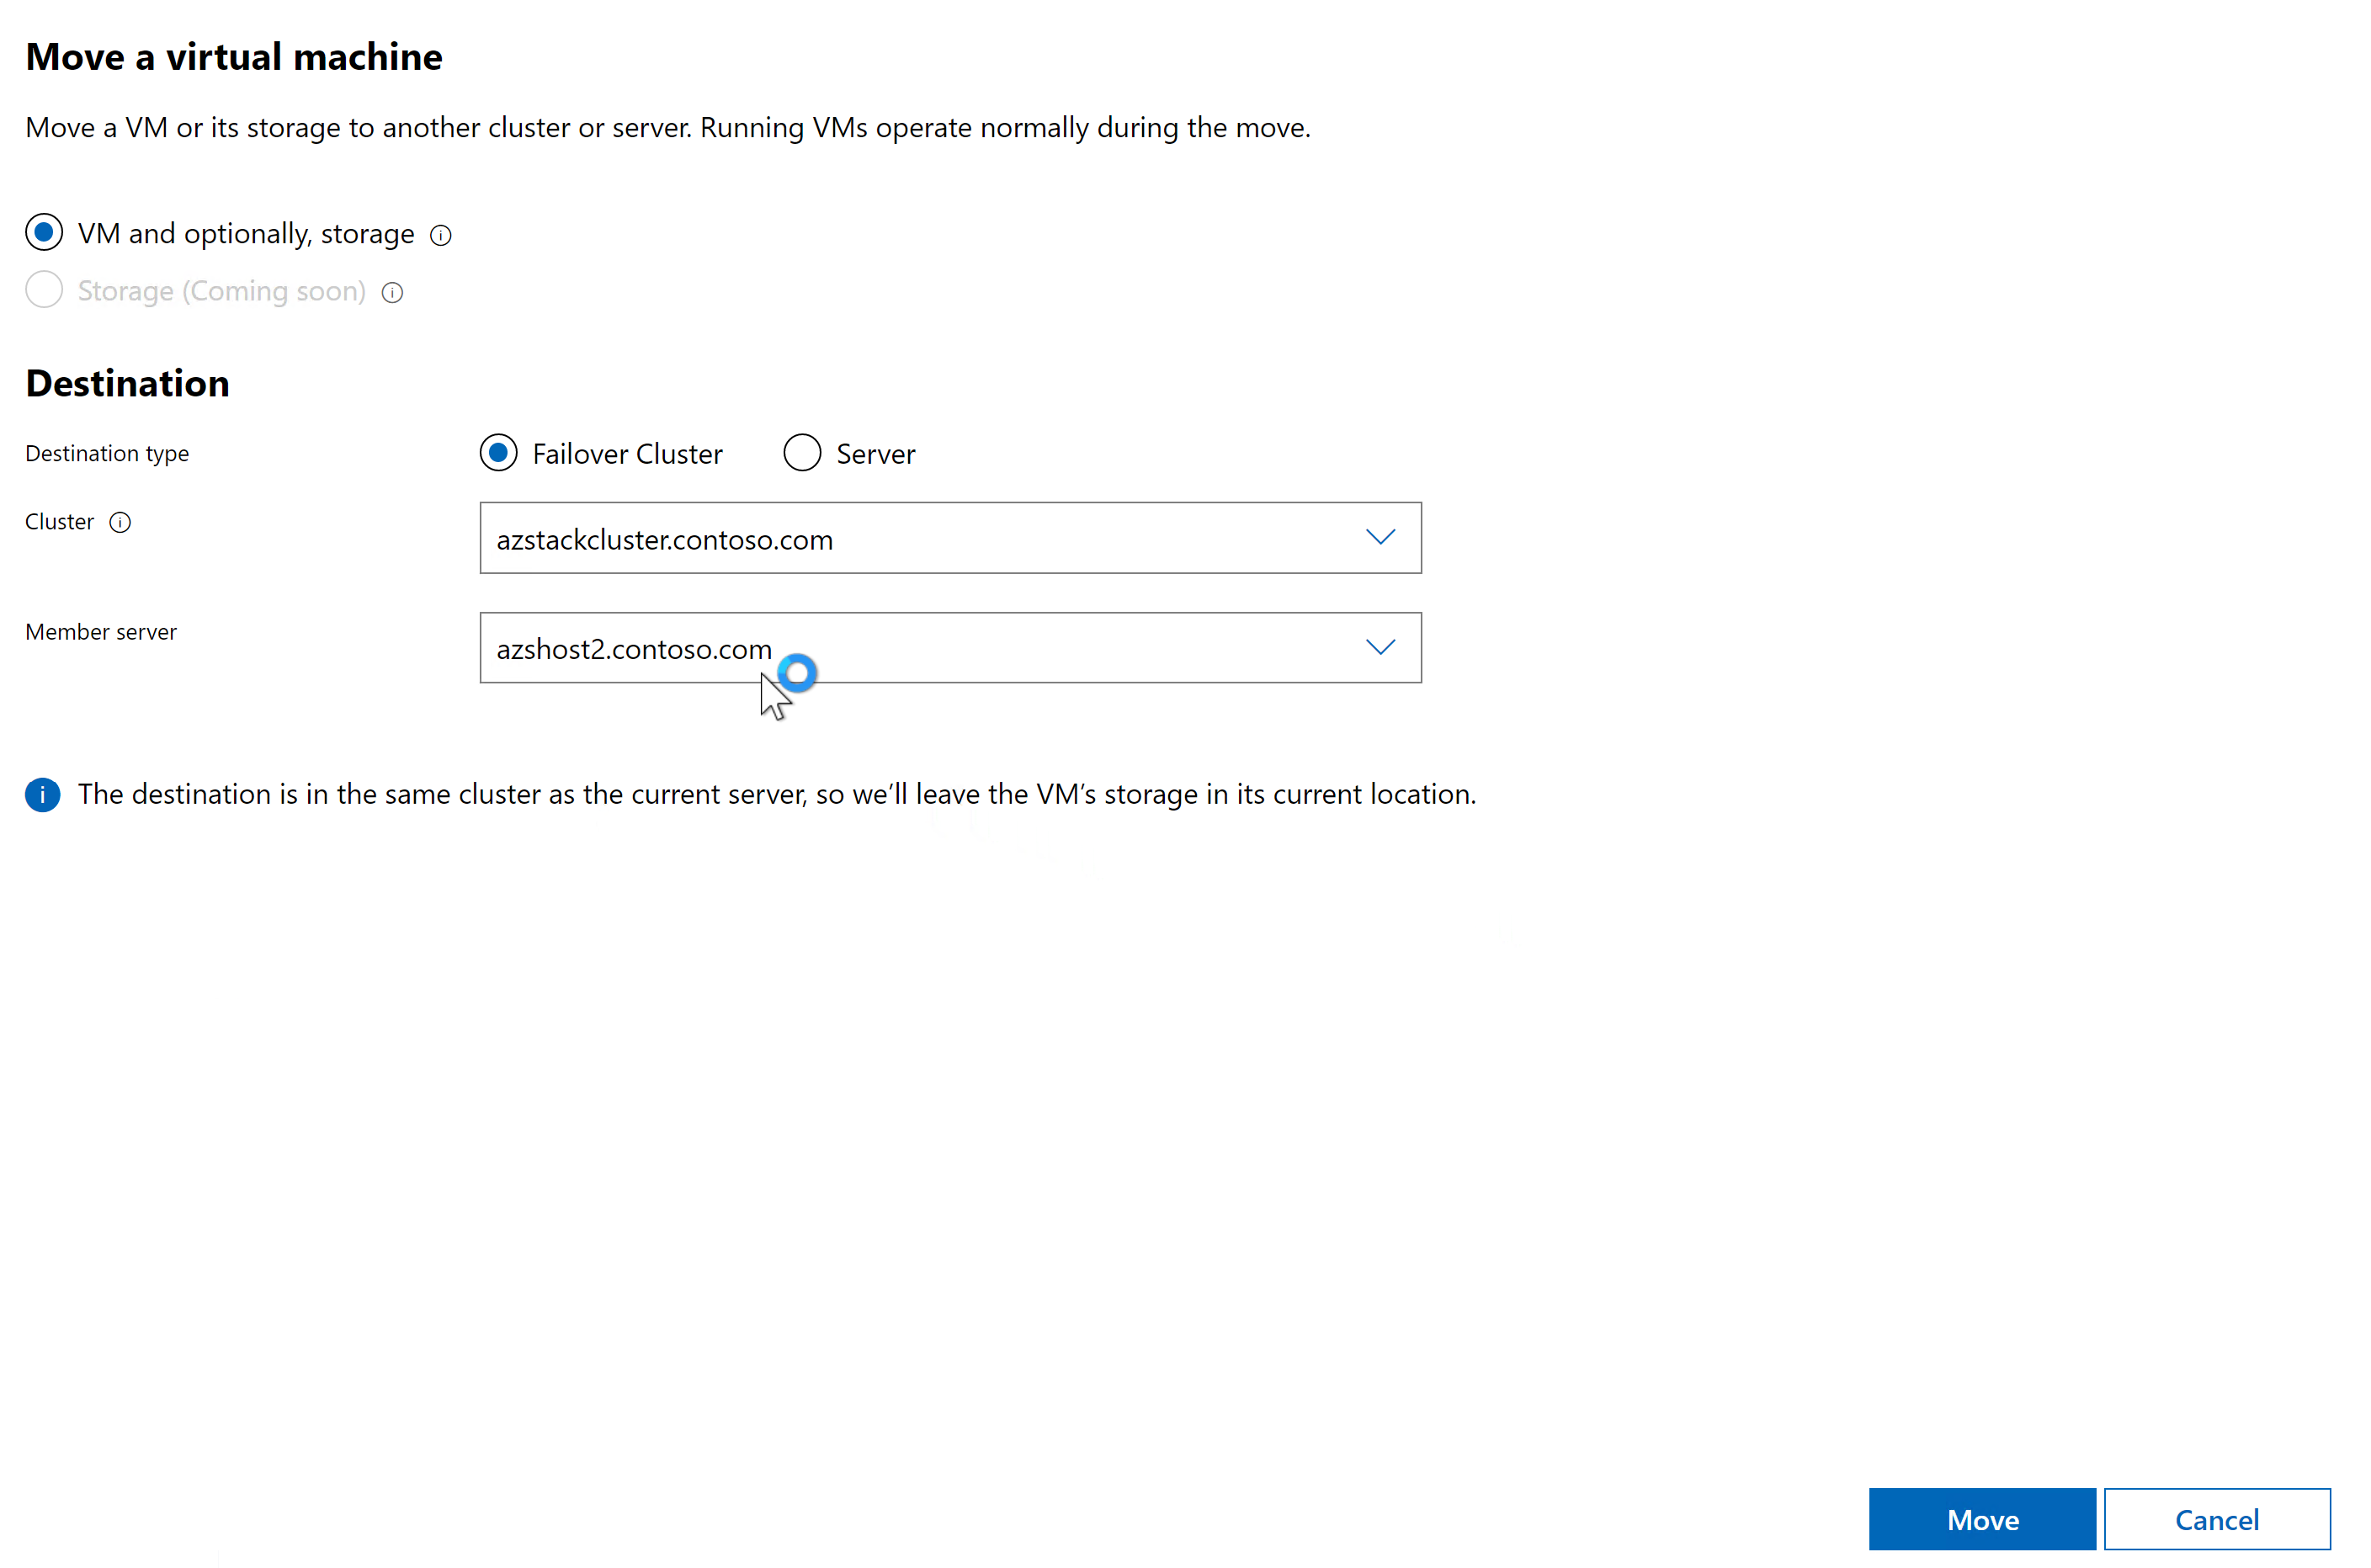 Move a virtual machine
Move a VM or its storage to another cluster or server. Running VMs operate normally during the move.
VM and optionally, storage
Storage (Coming soon)
Destination
Destination type
Failover Cluster
Server
Cluster
azstackcluster.contoso.com
Member server
azshost2.contoso.com
The destination is in the same cluster as the current server, so we’ll leave the VM’s storage in its current location.
Move
Cancel